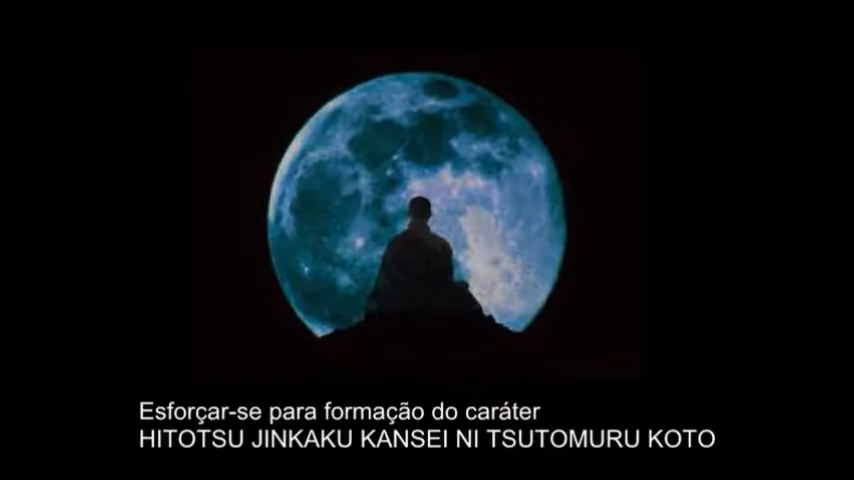 Esforçar-se para formação do caráter
HITOTSU JINKAKU KANSEI NI TSUTOMURU KOTO